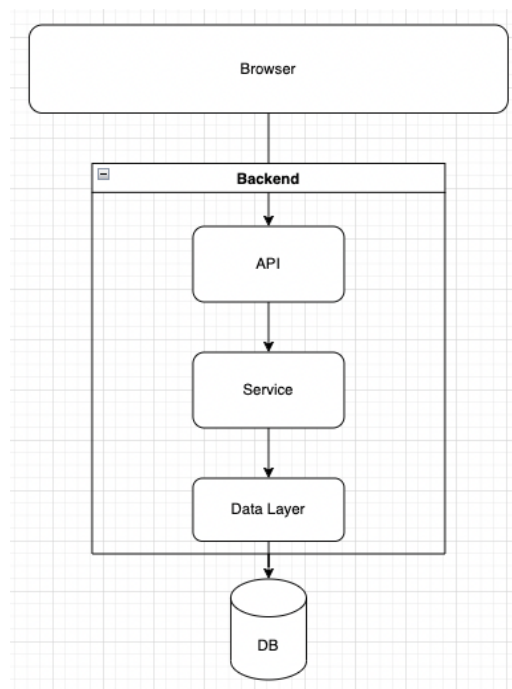 Browser
Backend
API
Service
Data Layer
DB